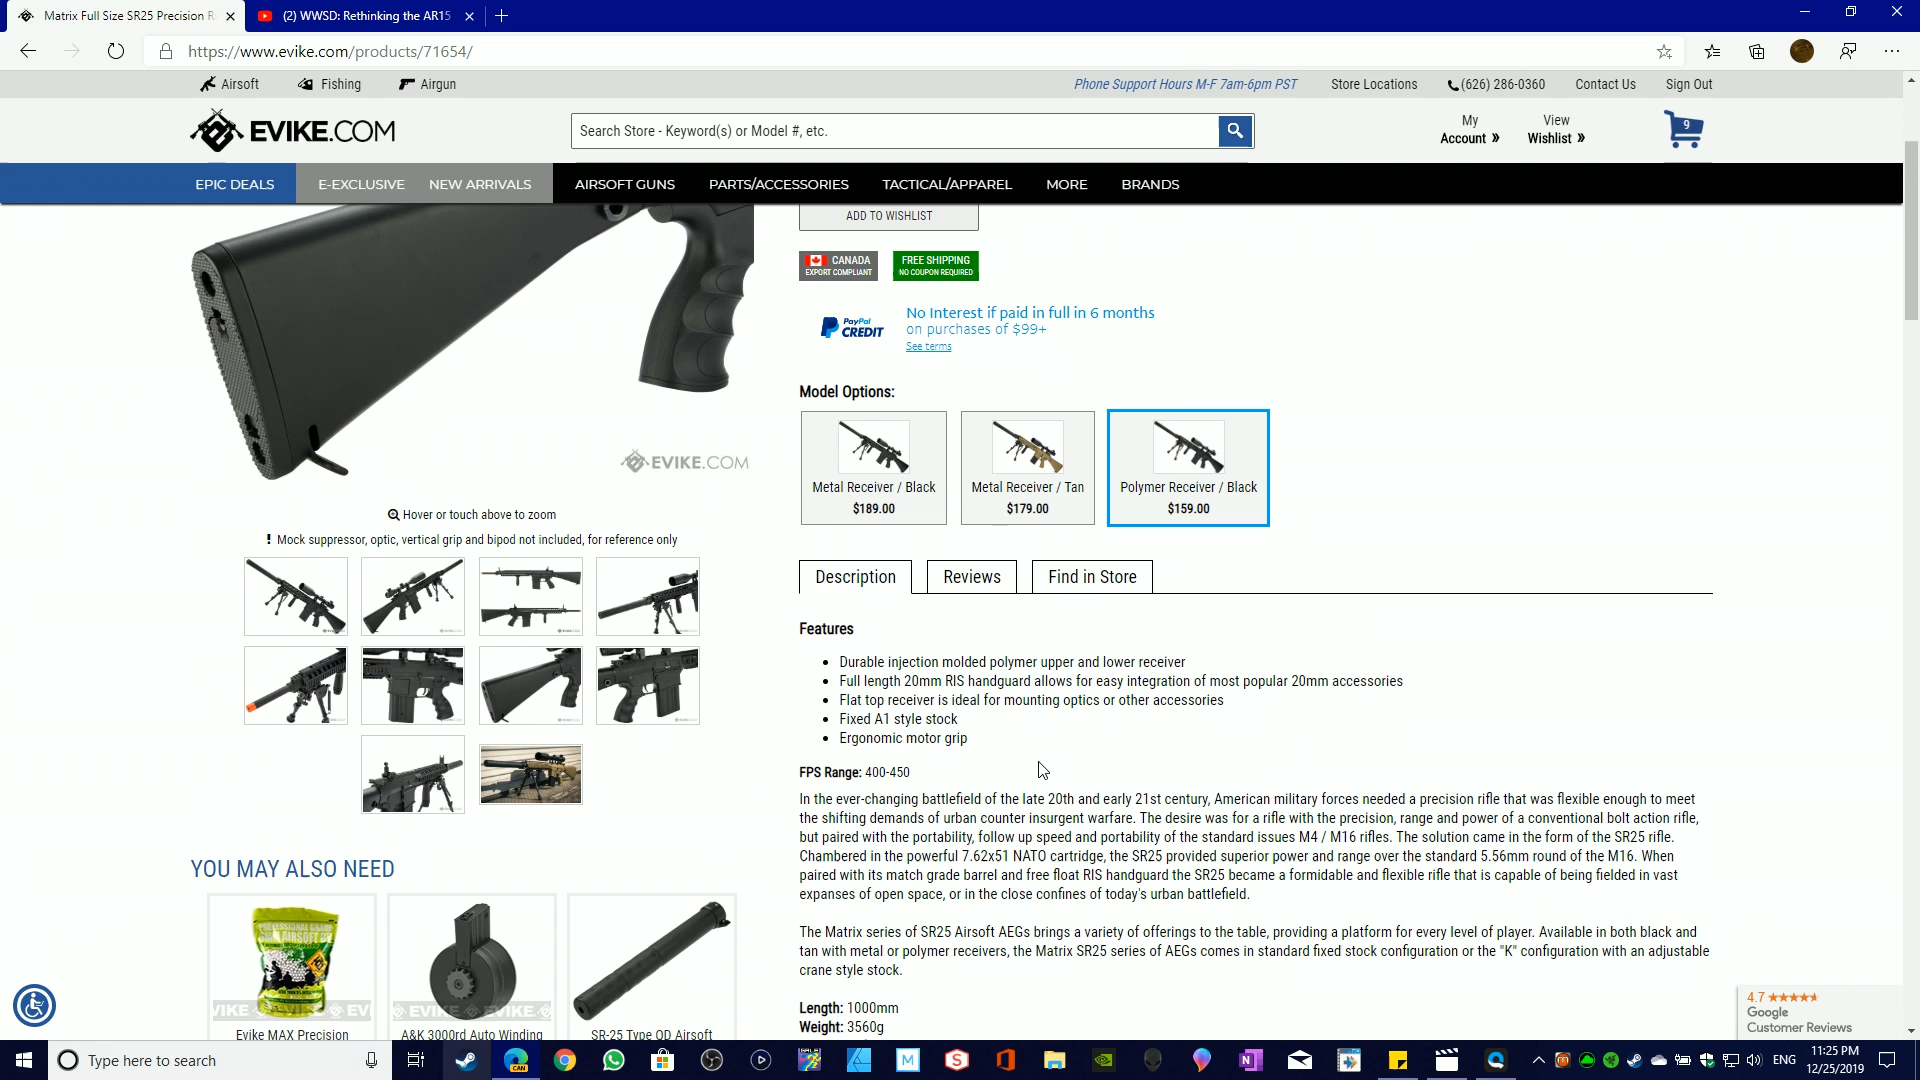 Matrix Full Size SR25 Precision R
(2) WWSD: Rethinking the AR15
https://www.evike.com/products/71654/
Airsoft
Fishing
Airgun
Phone Support Hours M-F 7am-6pm PST
Store Locations
(626) 286-0360
Contact Us
Sign Out
EVIKE.COM
Search Store - Keyword(s) or Model #, etc.
My
Account »
View
Wishlist »
9
EPIC DEALS
E-EXCLUSIVE
NEW ARRIVALS
AIRSOFT GUNS
PARTS/ACCESSORIES
TACTICAL/APPAREL
MORE
BRANDS
ADD TO WISHLIST
CANADA
EXPORT COMPLIANT
FREE SHIPPING
NO COUPON REQUIRED
PayPal
CREDIT
No Interest if paid in full in 6 months
on purchases of $99+
See terms
Model Options:
Metal Receiver / Black
$189.00
Metal Receiver / Tan
$179.00
Polymer Receiver / Black
$159.00
EVIKE.COM
Hover or touch above to zoom
! Mock suppressor, optic, vertical grip and bipod not included, for reference only
Description
Reviews
Find in Store
Features
Durable injection molded polymer upper and lower receiver
Full length 20mm RIS handguard allows for easy integration of most popular 20mm accessories
Flat top receiver is ideal for mounting optics or other accessories
Fixed A1 style stock
Ergonomic motor grip
FPS Range: 400-450
In the ever-changing battlefield of the late 20th and early 21st century, American military forces needed a precision rifle that was flexible enough to meet
the shifting demands of urban counter insurgent warfare. The desire was for a rifle with the precision, range and power of a conventional bolt action rifle,
but paired with the portability, follow up speed and portability of the standard issues M4 / M16 rifles. The solution came in the form of the SR25 rifle.
Chambered in the powerful 7.62x51 NATO cartridge, the SR25 provided superior power and range over the standard 5.56mm round of the M16. When
paired with its match grade barrel and free float RIS handguard the SR25 became a formidable and flexible rifle that is capable of being fielded in vast
expanses of open space, or in the close confines of today's urban battlefield.
The Matrix series of SR25 Airsoft AEGs brings a variety of offerings to the table, providing a platform for every level of player. Available in both black and
tan with metal or polymer receivers, the Matrix SR25 series of AEGs comes in standard fixed stock configuration or the "K" configuration with an adjustable
crane style stock.
Length: 1000mm
Weight: 3560g
YOU MAY ALSO NEED
Evike MAX Precision
A&K 3000rd Auto Winding
SR-25 Type QD Airsoft
4.7
Google
Customer Reviews
Type here to search
CAN
ENG
11:25 PM
12/25/2019